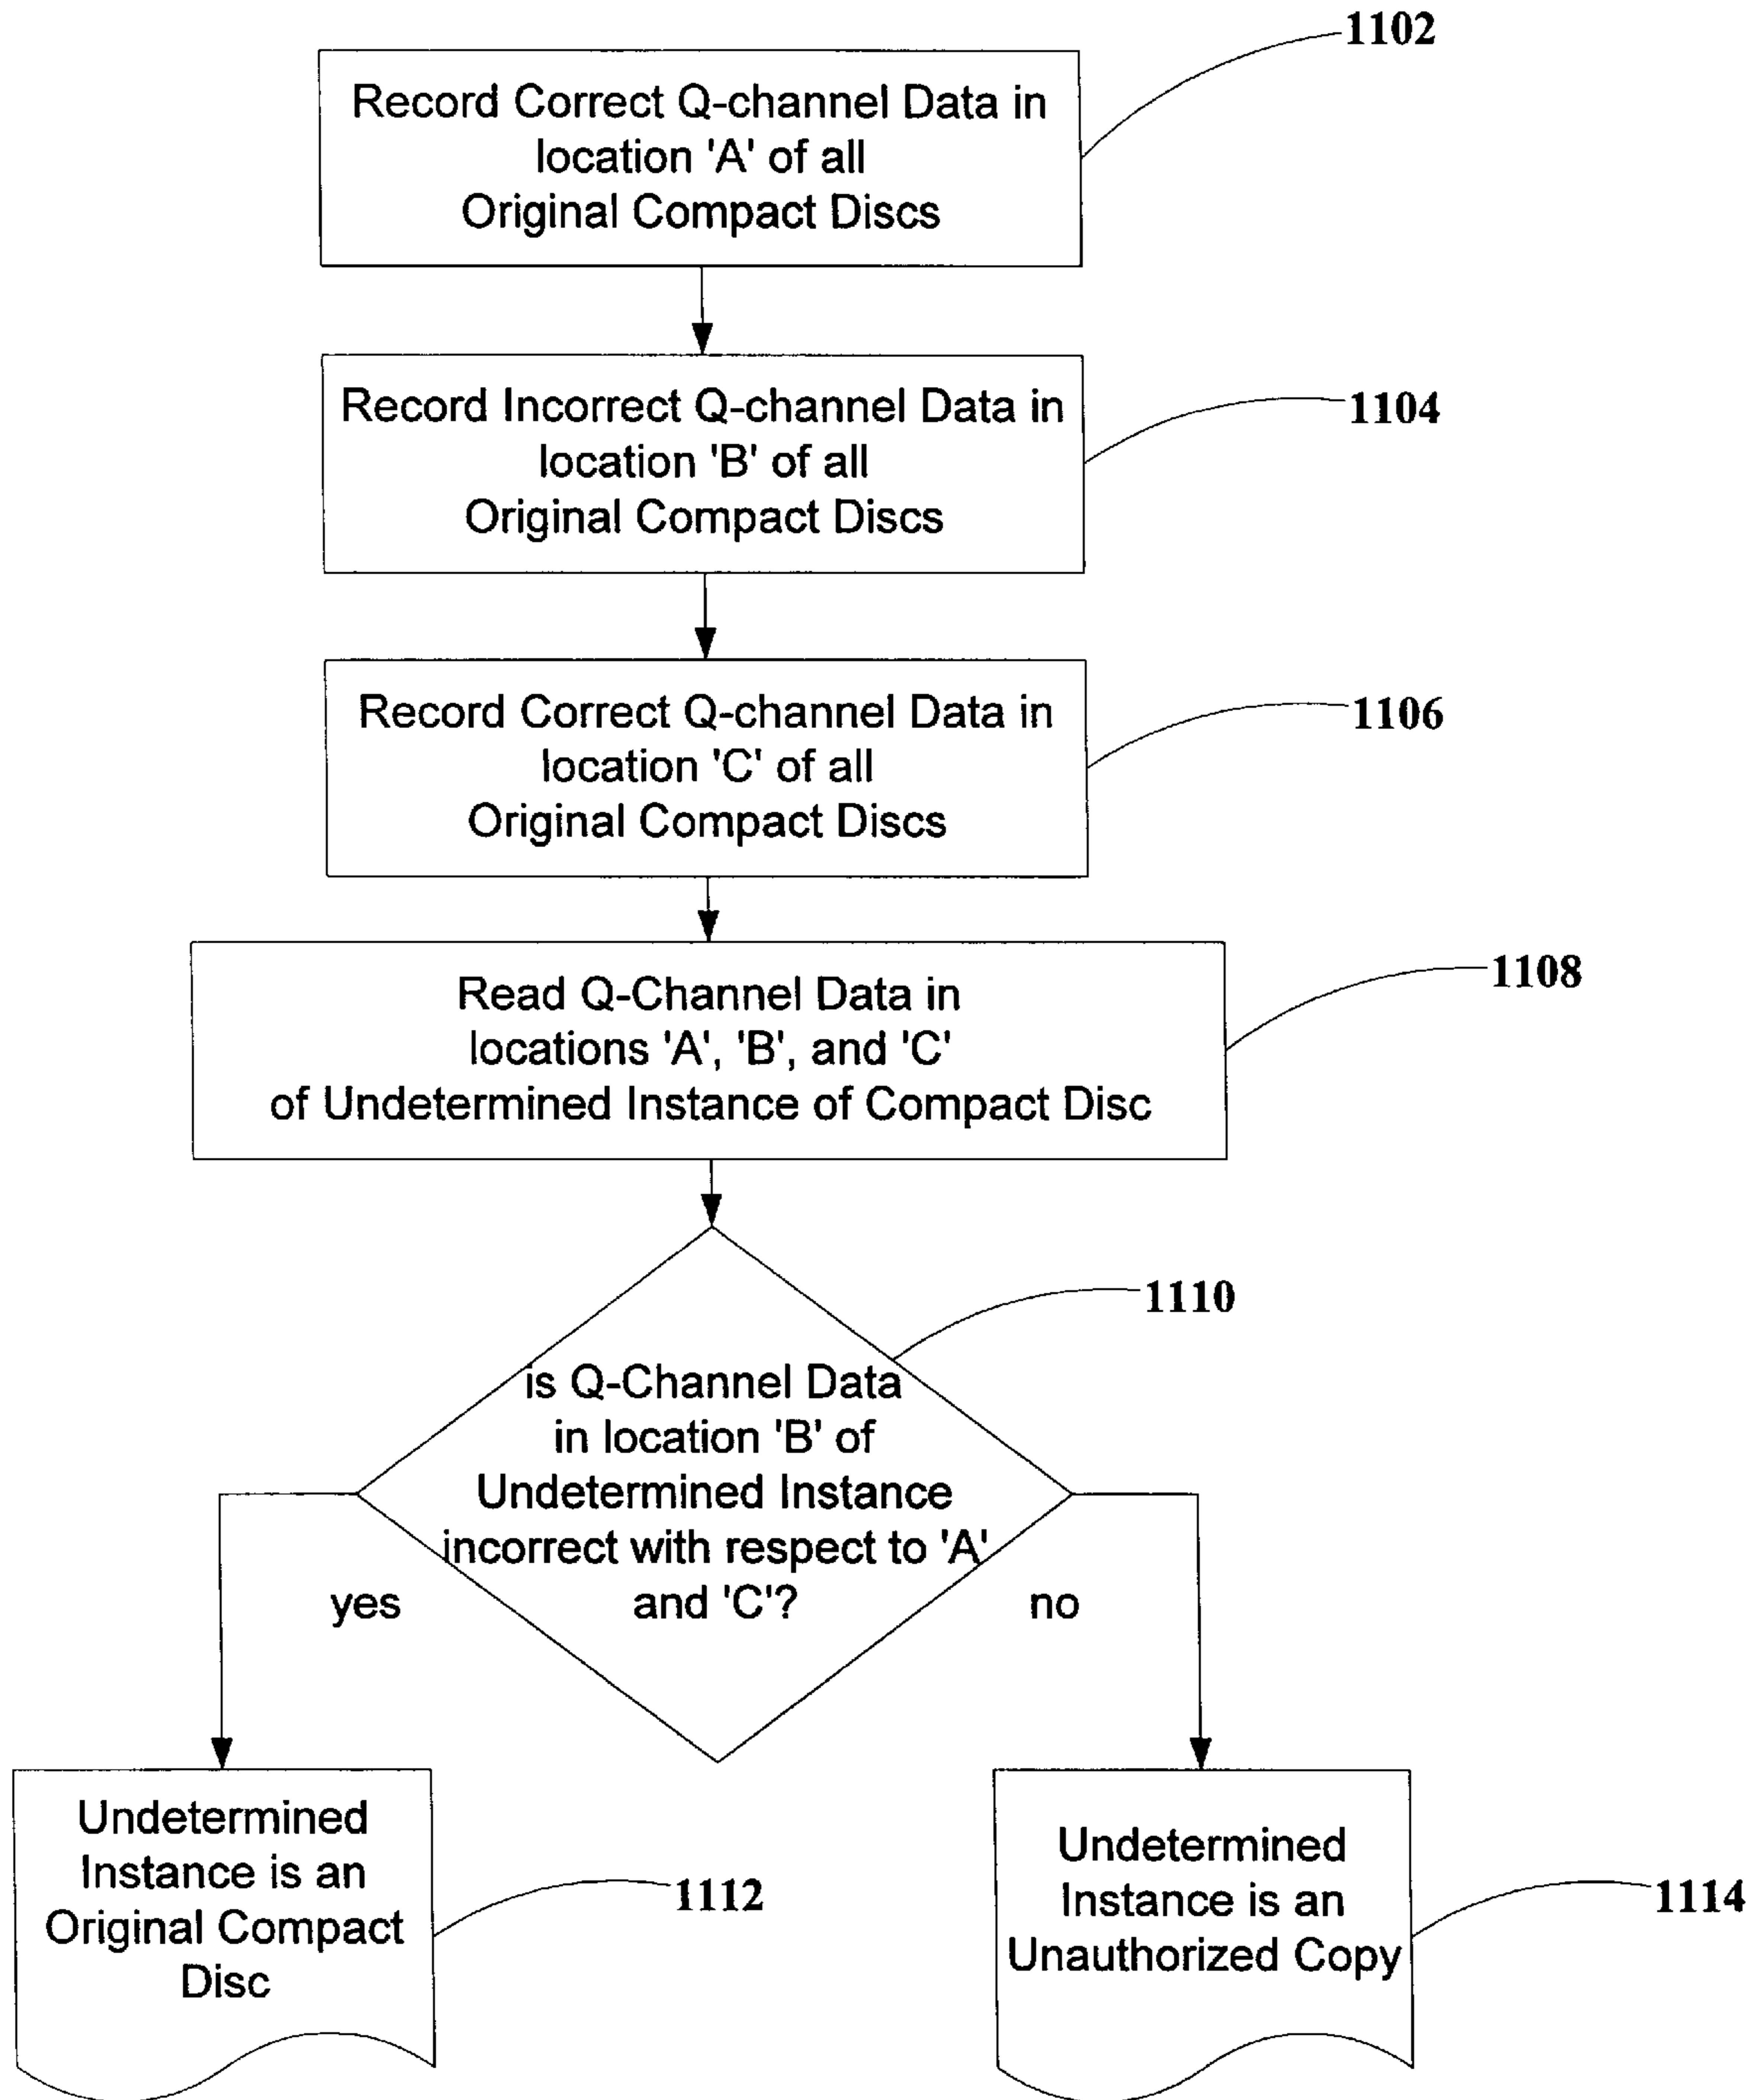 1102
Record Correct Q-channel Data in
location 'A' of all
Original Compact Discs
Record Incorrect Q-channel Data in
location 'B' of all
Original Compact Discs
1104
Record Correct Q-channel Data in
location 'C' of all
Original Compact Discs
1106
Read Q-Channel Data in
locations 'A', 'B', and 'C'
of Undetermined Instance of Compact Disc
1108
1110
is Q-Channel Data
in location 'B' of
Undetermined Instance
incorrect with respect to 'A'
and 'C'?
yes
no
Undetermined
Instance is an
Original Compact
Disc
1112
Undetermined
Instance is an
Unauthorized Copy
1114